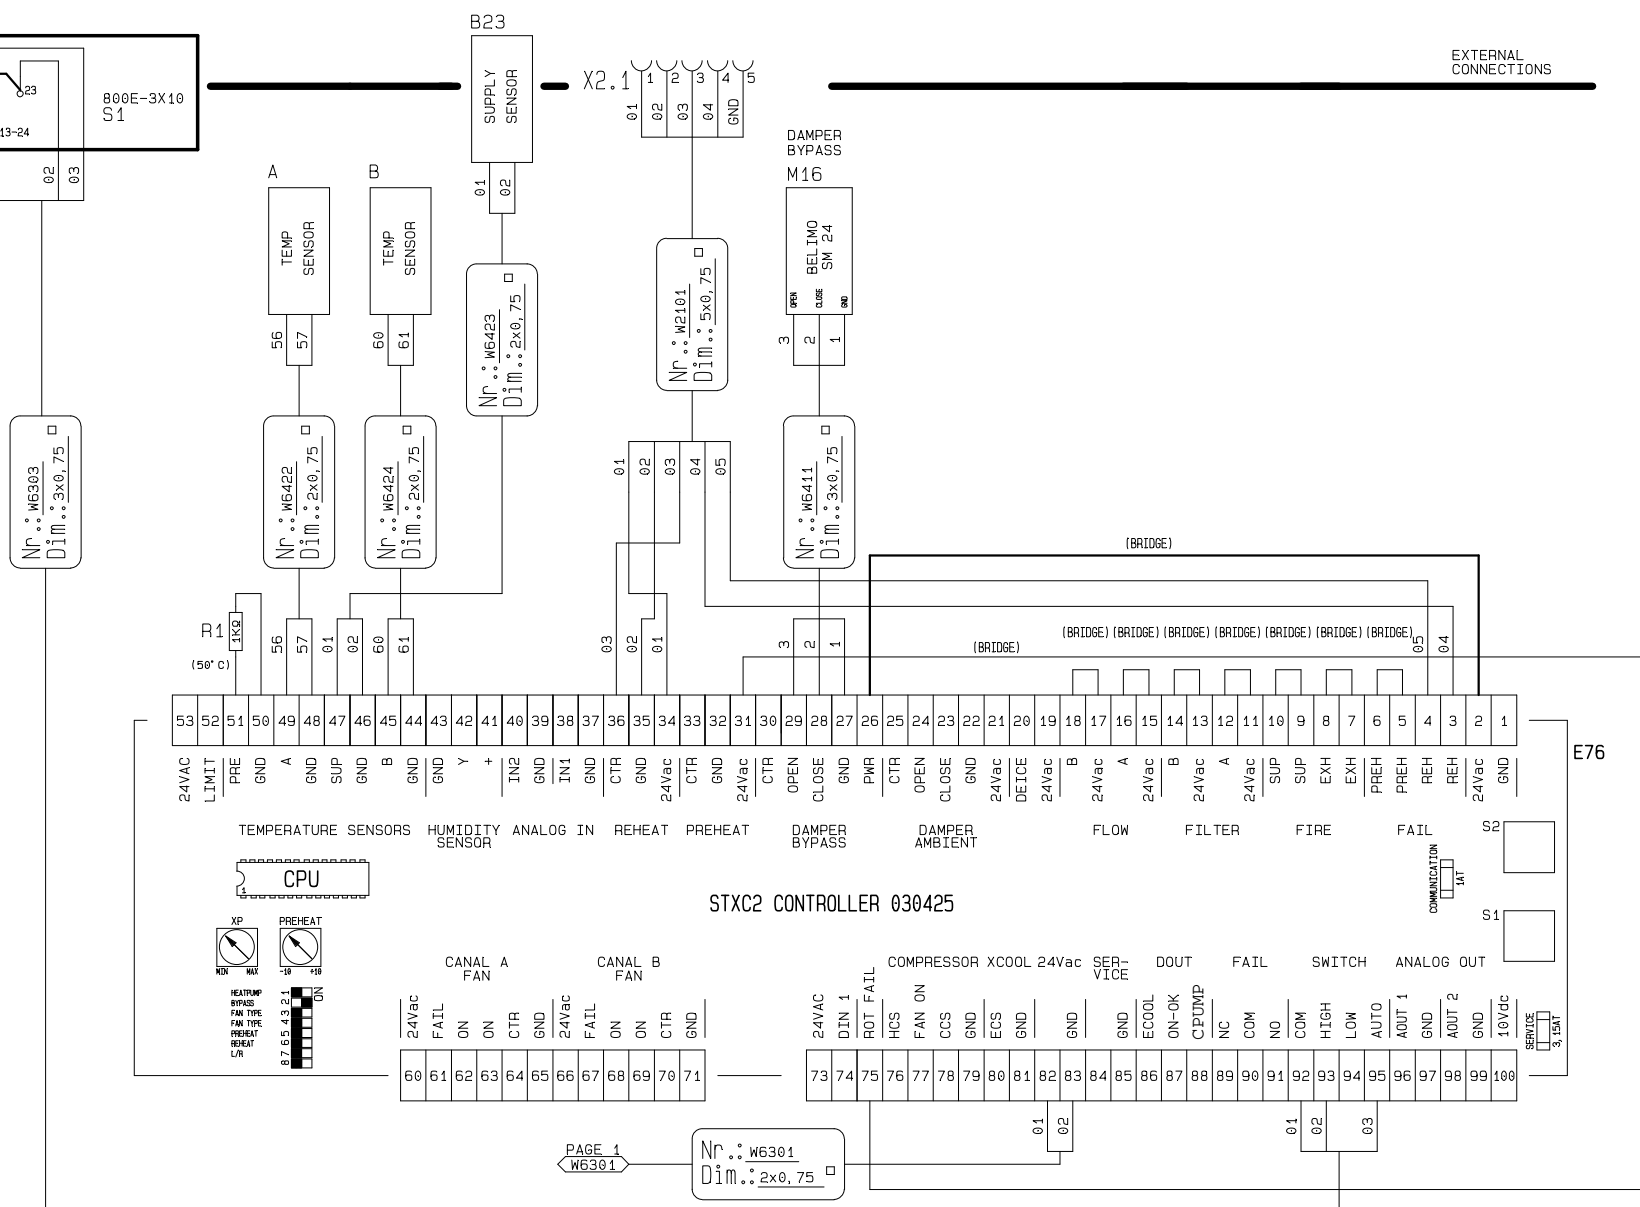 B23
SUPPLY
SENSOR
01
02
X2.1
1 2 3 4 5
01 02 03 04 GND
EXTERNAL
CONNECTIONS
23
800E-3X10
S1
13-24
02 03
DAMPER
BYPASS
M16
BELIMO
SM 24
OPEN CLOSE GND
3 2 1
A
TEMP
SENSOR
56 57
B
TEMP
SENSOR
60 61
Nr.: W6423
Dim.: 2x0,75
Nr.: W2101
Dim.: 5x0,75
Nr.: W6303
Dim.: 3x0,75
Nr.: W6422
Dim.: 2x0,75
Nr.: W6424
Dim.: 2x0,75
Nr.: W6411
Dim.: 3x0,75
01 02 03 04 05
(BRIDGE)
R1 1KΩ
(50°C)
56 57 01 02 60 61 03 02 01 3 2 1
(BRIDGE)
(BRIDGE) (BRIDGE) (BRIDGE) (BRIDGE) (BRIDGE) (BRIDGE) (BRIDGE)
05 04
53 52 51 50 49 48 47 46 45 44 43 42 41 40 39 38 37 36 35 34 33 32 31 30 29 28 27 26 25 24 23 22 21 20 19 18 17 16 15 14 13 12 11 10 9 8 7 6 5 4 3 2 1
24VAC LIMIT PRE GND A GND SUP GND B GND GND Y + IN2 GND IN1 GND CTR GND 24Vac CTR GND 24Vac CTR OPEN CLOSE GND PWR CTR OPEN CLOSE GND 24Vac DEICE 24Vac B 24Vac A 24Vac B 24Vac A 24Vac SUP SUP EXH EXH PREH PREH REH REH 24Vac GND
E76
TEMPERATURE SENSORS
HUMIDITY
SENSOR
ANALOG IN
REHEAT
PREHEAT
DAMPER
BYPASS
DAMPER
AMBIENT
FLOW
FILTER
FIRE
FAIL
S2
CPU
1
COMMUNICATION
1AT
STXC2 CONTROLLER 030425
S1
XP
MIN MAX
PREHEAT
-10 +10
HEATPUMP 1
BYPASS 2
FAN TYPE 3
FAN TYPE 4
PREHEAT 5
REHEAT 6
L/R 7
8
ON
CANAL A
FAN
CANAL B
FAN
COMPRESSOR
XCOOL
24Vac
SER-
VICE
DOUT
FAIL
SWITCH
ANALOG OUT
24Vac FAIL ON ON CTR GND 24Vac FAIL ON ON CTR GND
24VAC DIN 1 ROT FAIL HCS FAN ON CCS GND ECS GND GND GND ECOOL ON-OK CPUMP NC COM NO COM HIGH LOW AUTO AOUT 1 GND AOUT 2 GND 10Vdc
SERVICE
3,15AT
60 61 62 63 64 65 66 67 68 69 70 71
73 74 75 76 77 78 79 80 81 82 83 84 85 86 87 88 89 90 91 92 93 94 95 96 97 98 99 100
01 02
01 02 03
PAGE 1
W6301
Nr.: W6301
Dim.: 2x0,75